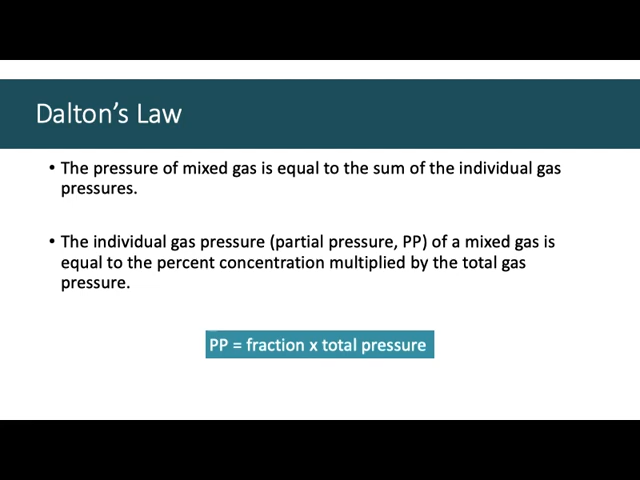 Dalton’s Law
• The pressure of mixed gas is equal to the sum of the individual gas
pressures.
• The individual gas pressure (partial pressure, PP) of a mixed gas is
equal to the percent concentration multiplied by the total gas
pressure.
PP = fraction x total pressure